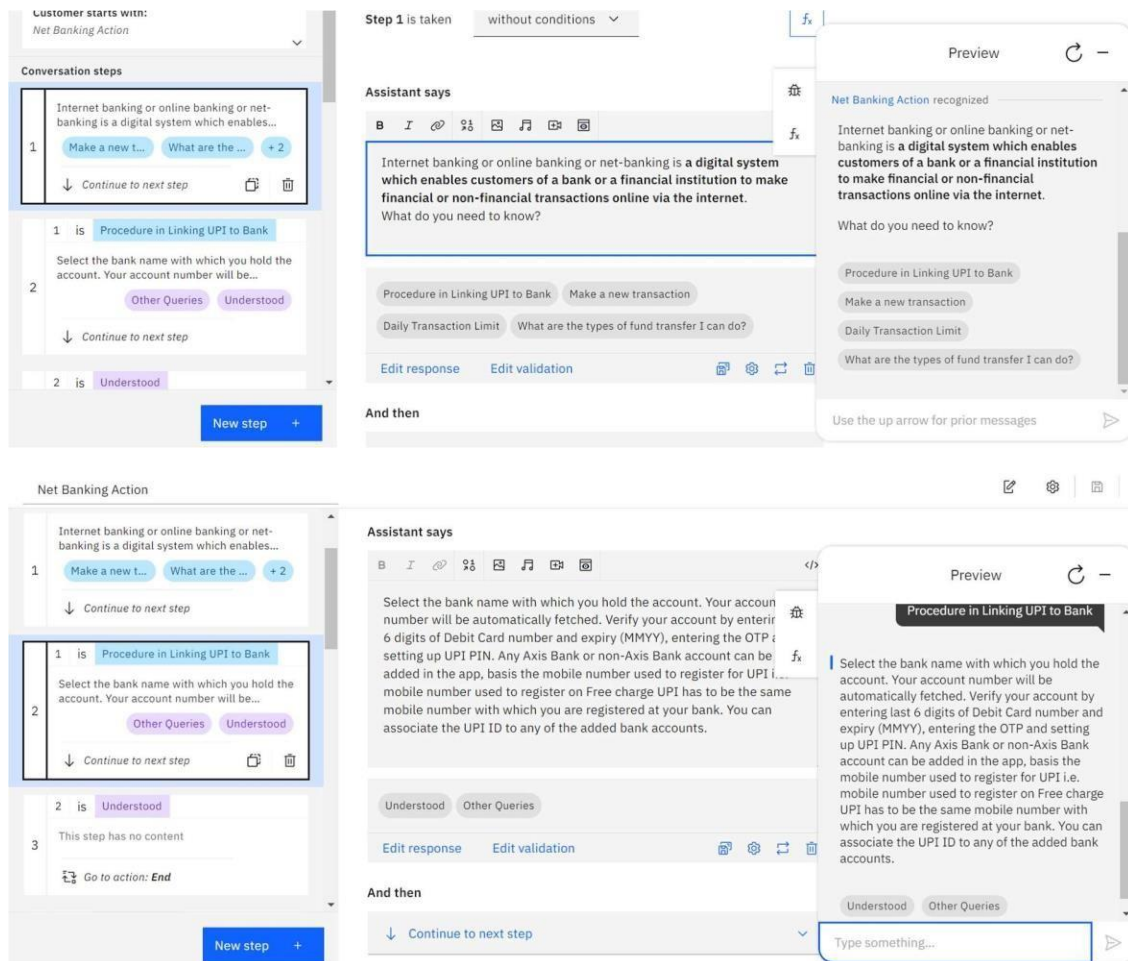 Customer starts with:
Net Banking Action
Conversation steps
1
Internet banking or online banking or net-
banking is a digital system which enables...
Make a new t... What are the ... + 2
Continue to next step
1 is Procedure in Linking UPI to Bank
2
Select the bank name with which you hold the
account. Your account number will be...
Other Queries Understood
Continue to next step
2 is Understood
New step +
Step 1 is taken without conditions
fx
Assistant says
B I
fx
Internet banking or online banking or net-banking is a digital system
which enables customers of a bank or a financial institution to make
financial or non-financial transactions online via the internet.
What do you need to know?
Procedure in Linking UPI to Bank Make a new transaction
Daily Transaction Limit What are the types of fund transfer I can do?
Edit response Edit validation
And then
Preview
Net Banking Action recognized
Internet banking or online banking or net-
banking is a digital system which enables
customers of a bank or a financial institution
to make financial or non-financial
transactions online via the internet.
What do you need to know?
Procedure in Linking UPI to Bank
Make a new transaction
Daily Transaction Limit
What are the types of fund transfer I can do?
Use the up arrow for prior messages
Net Banking Action
1
Internet banking or online banking or net-
banking is a digital system which enables...
Make a new t... What are the ... + 2
Continue to next step
1 is Procedure in Linking UPI to Bank
2
Select the bank name with which you hold the
account. Your account number will be...
Other Queries Understood
Continue to next step
2 is Understood
3
This step has no content
Go to action: End
New step +
Assistant says
B I </>
fx
Select the bank name with which you hold the account. Your accoun
number will be automatically fetched. Verify your account by enterin
6 digits of Debit Card number and expiry (MMYY), entering the OTP
setting up UPI PIN. Any Axis Bank or non-Axis Bank account can be
added in the app, basis the mobile number used to register for UPI i.e.
mobile number used to register on Free charge UPI has to be the same
mobile number with which you are registered at your bank. You can
associate the UPI ID to any of the added bank accounts.
Understood Other Queries
Edit response Edit validation
And then
Continue to next step
Preview
Procedure in Linking UPI to Bank
Select the bank name with which you hold the
account. Your account number will be
automatically fetched. Verify your account by
entering last 6 digits of Debit Card number and
expiry (MMYY), entering the OTP and setting
up UPI PIN. Any Axis Bank or non-Axis Bank
account can be added in the app, basis the
mobile number used to register for UPI i.e.
mobile number used to register on Free charge
UPI has to be the same mobile number with
which you are registered at your bank. You can
associate the UPI ID to any of the added bank
accounts.
Understood Other Queries
Type something...